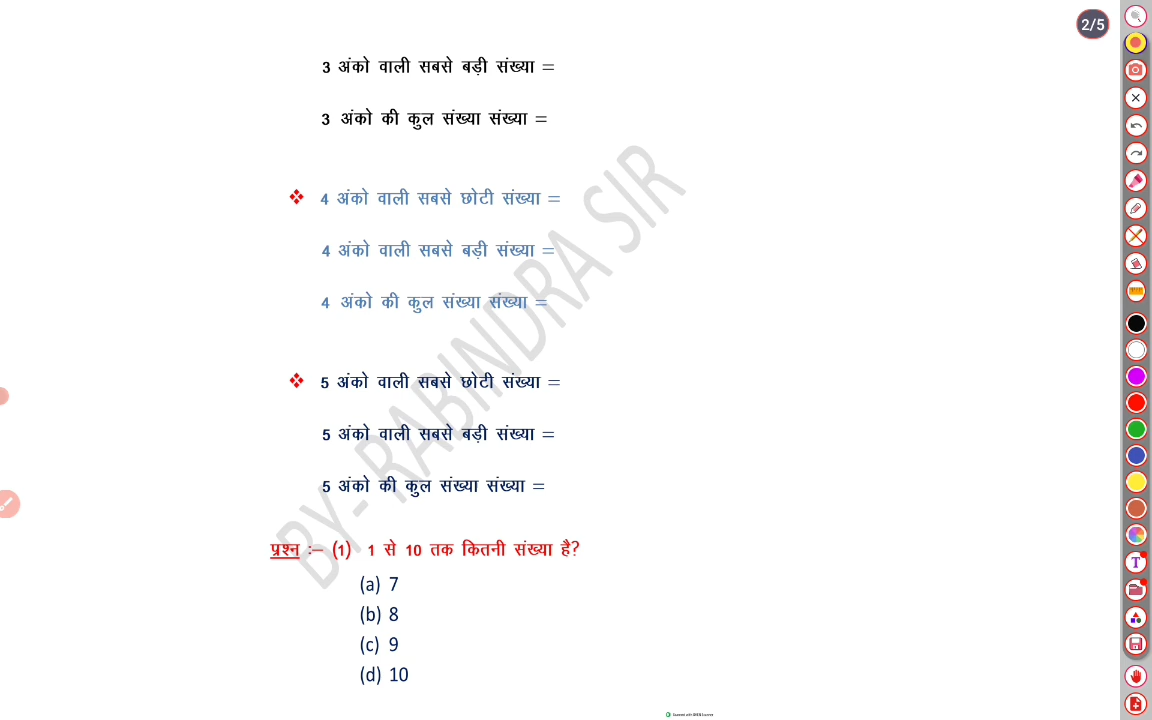 2/5
3 अंको वाली सबसे बड़ी संख्या =
3 अंको की कुल संख्या संख्या =
❖ 4 अंको वाली सबसे छोटी संख्या =
4 अंको वाली सबसे बड़ी संख्या =
4 अंको की कुल संख्या संख्या =
❖ 5 अंको वाली सबसे छोटी संख्या =
5 अंको वाली सबसे बड़ी संख्या =
5 अंको की कुल संख्या संख्या =
प्रश्न :– (1) 1 से 10 तक कितनी संख्या है?
(a) 7
(b) 8
(c) 9
(d) 10
BY- RABINDRA SIR
T